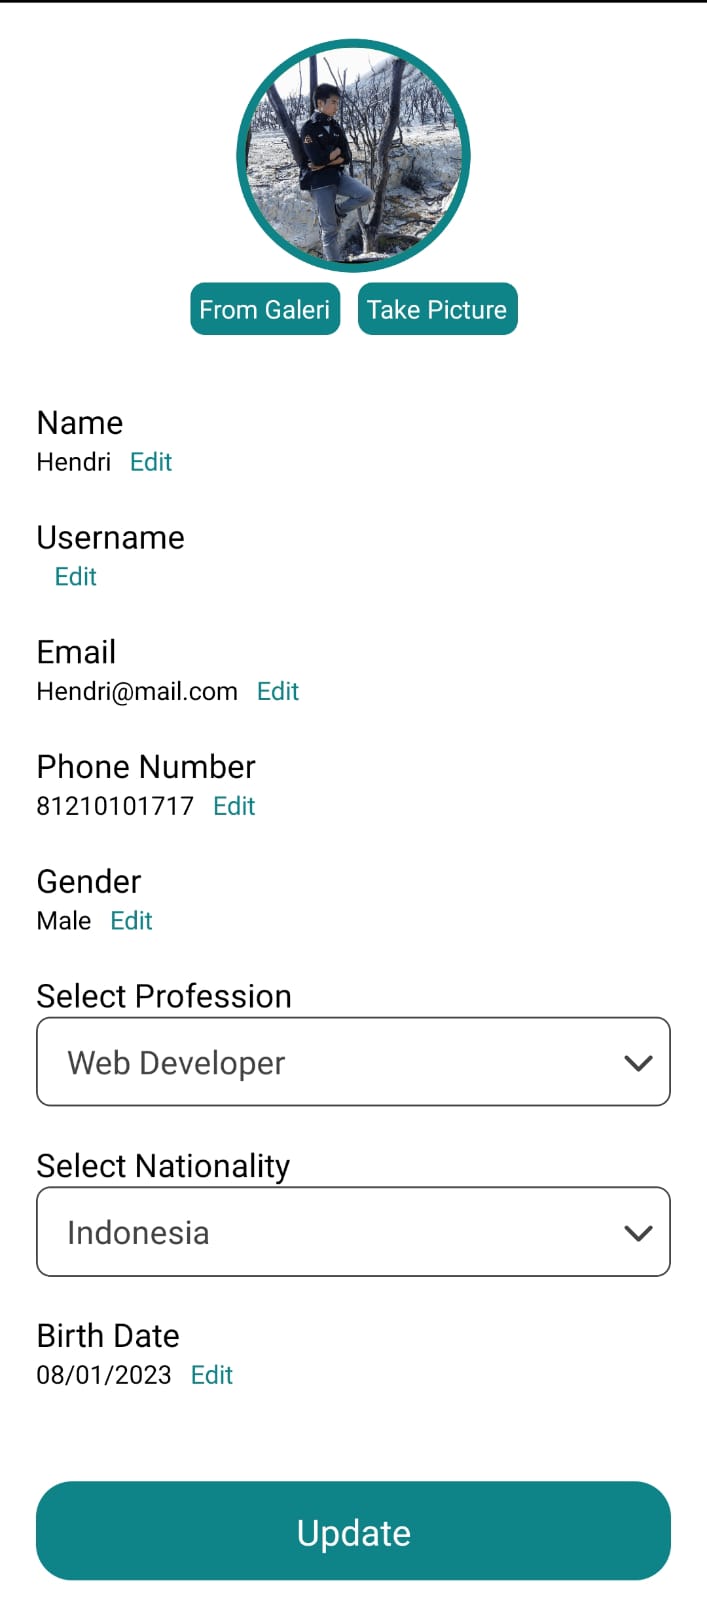 From Galeri Take Picture
Name
Hendri Edit
Username
Edit
Email
Hendri@mail.com Edit
Phone Number
81210101717 Edit
Gender
Male Edit
Select Profession
Web Developer
Select Nationality
Indonesia
Birth Date
08/01/2023 Edit
Update